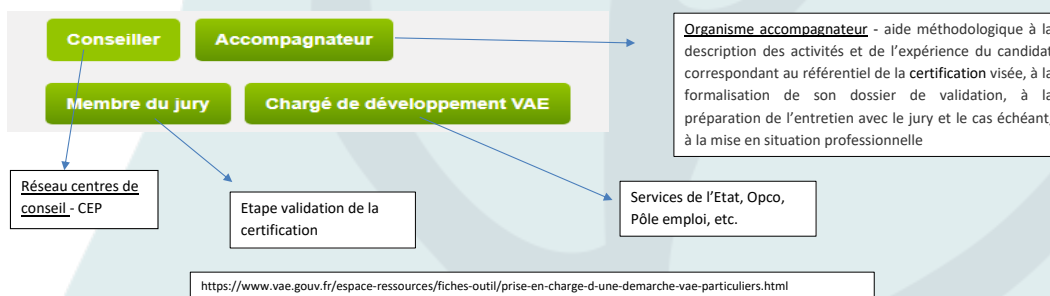 Conseiller
Accompagnateur
Organisme accompagnateur - aide méthodologique à la
description des activités et de l'expérience du candidat
correspondant au référentiel de la certification visée, à la
formalisation de son dossier de validation, à la
préparation de l'entretien avec le jury et le cas échéant,
à la mise en situation professionnelle
Membre du jury
Chargé de développement VAE
Réseau centres de
conseil - CEP
Etape validation de la
certification
Services de l'Etat, Opco,
Pôle emploi, etc.
https://www.vae.gouv.fr/espace-ressources/fiches-outil/prise-en-charge-d-une-demarche-vae-particuliers.html